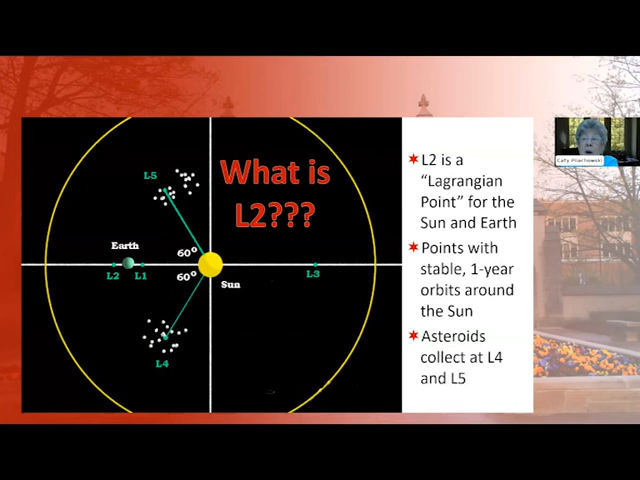 What is
L2???
L5
Earth
60°
60°
L2
L1
L3
Sun
L4
L2 is a
"Lagrangian
Point" for the
Sun and Earth
Points with
stable, 1-year
orbits around
the Sun
Asteroids
collect at L4
and L5
Caty Pilachowski